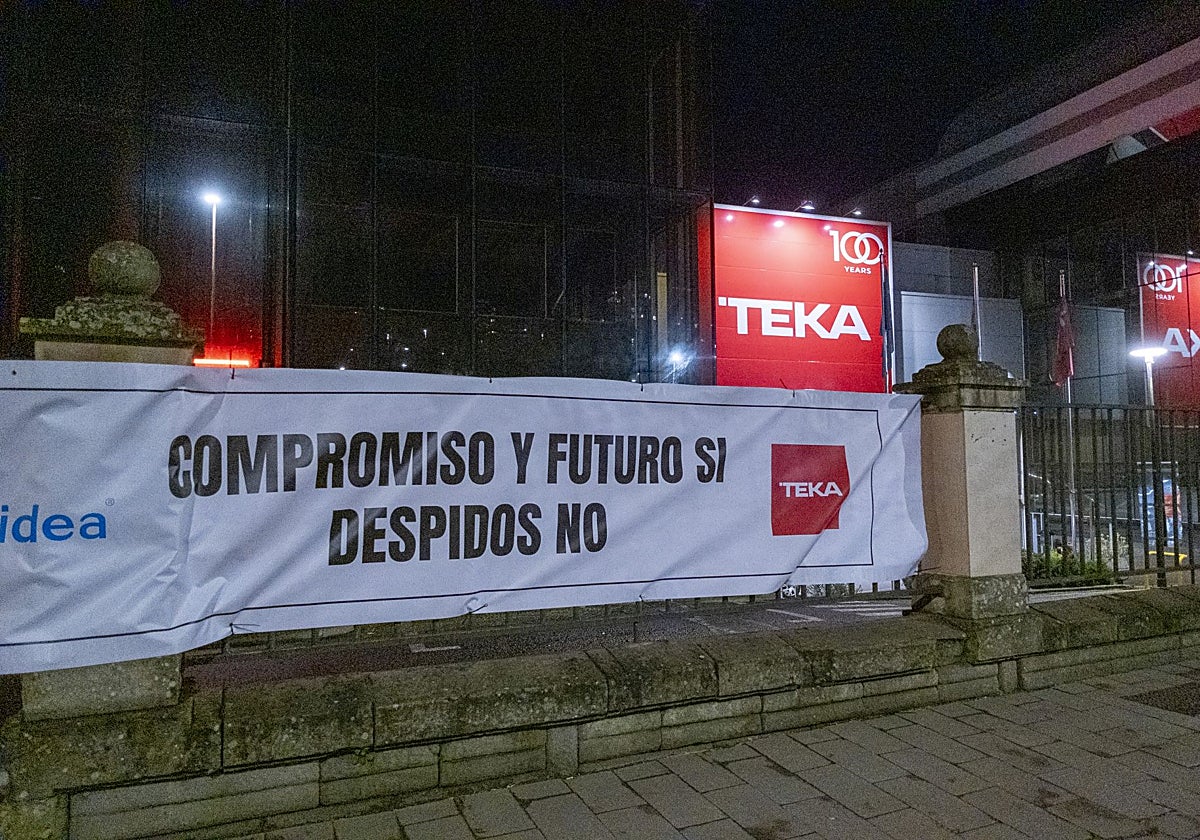 100
YEARS
TEKA
COMPROMISO Y FUTURO SI
DESPIDOS NO
idea®
TEKA